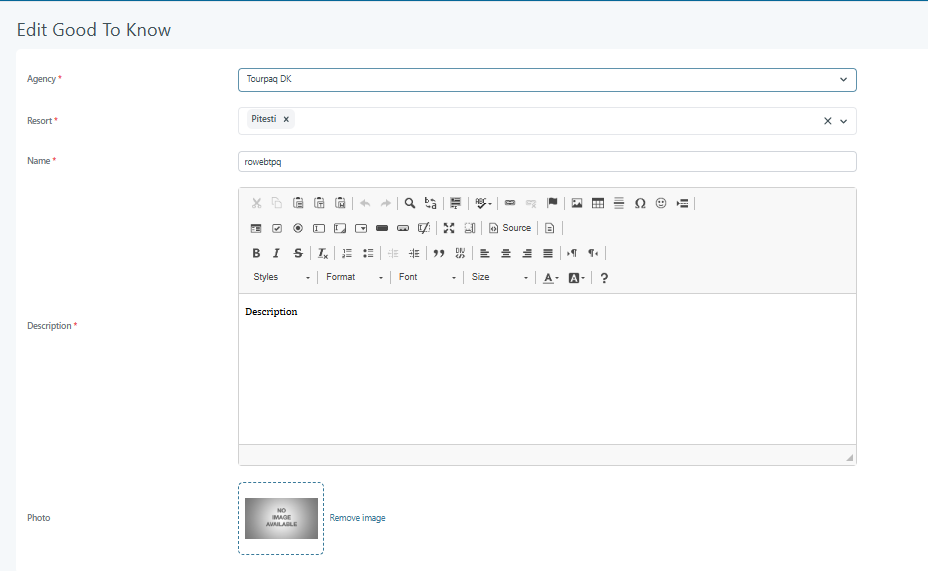 Edit Good To Know
Agency *
Tourpaq DK
Resort *
Pitesti ×
Name *
rowebtpq
Source
Styles Format Font Size
Description
Description *
Photo
NO
IMAGE
AVAILABLE
Remove image